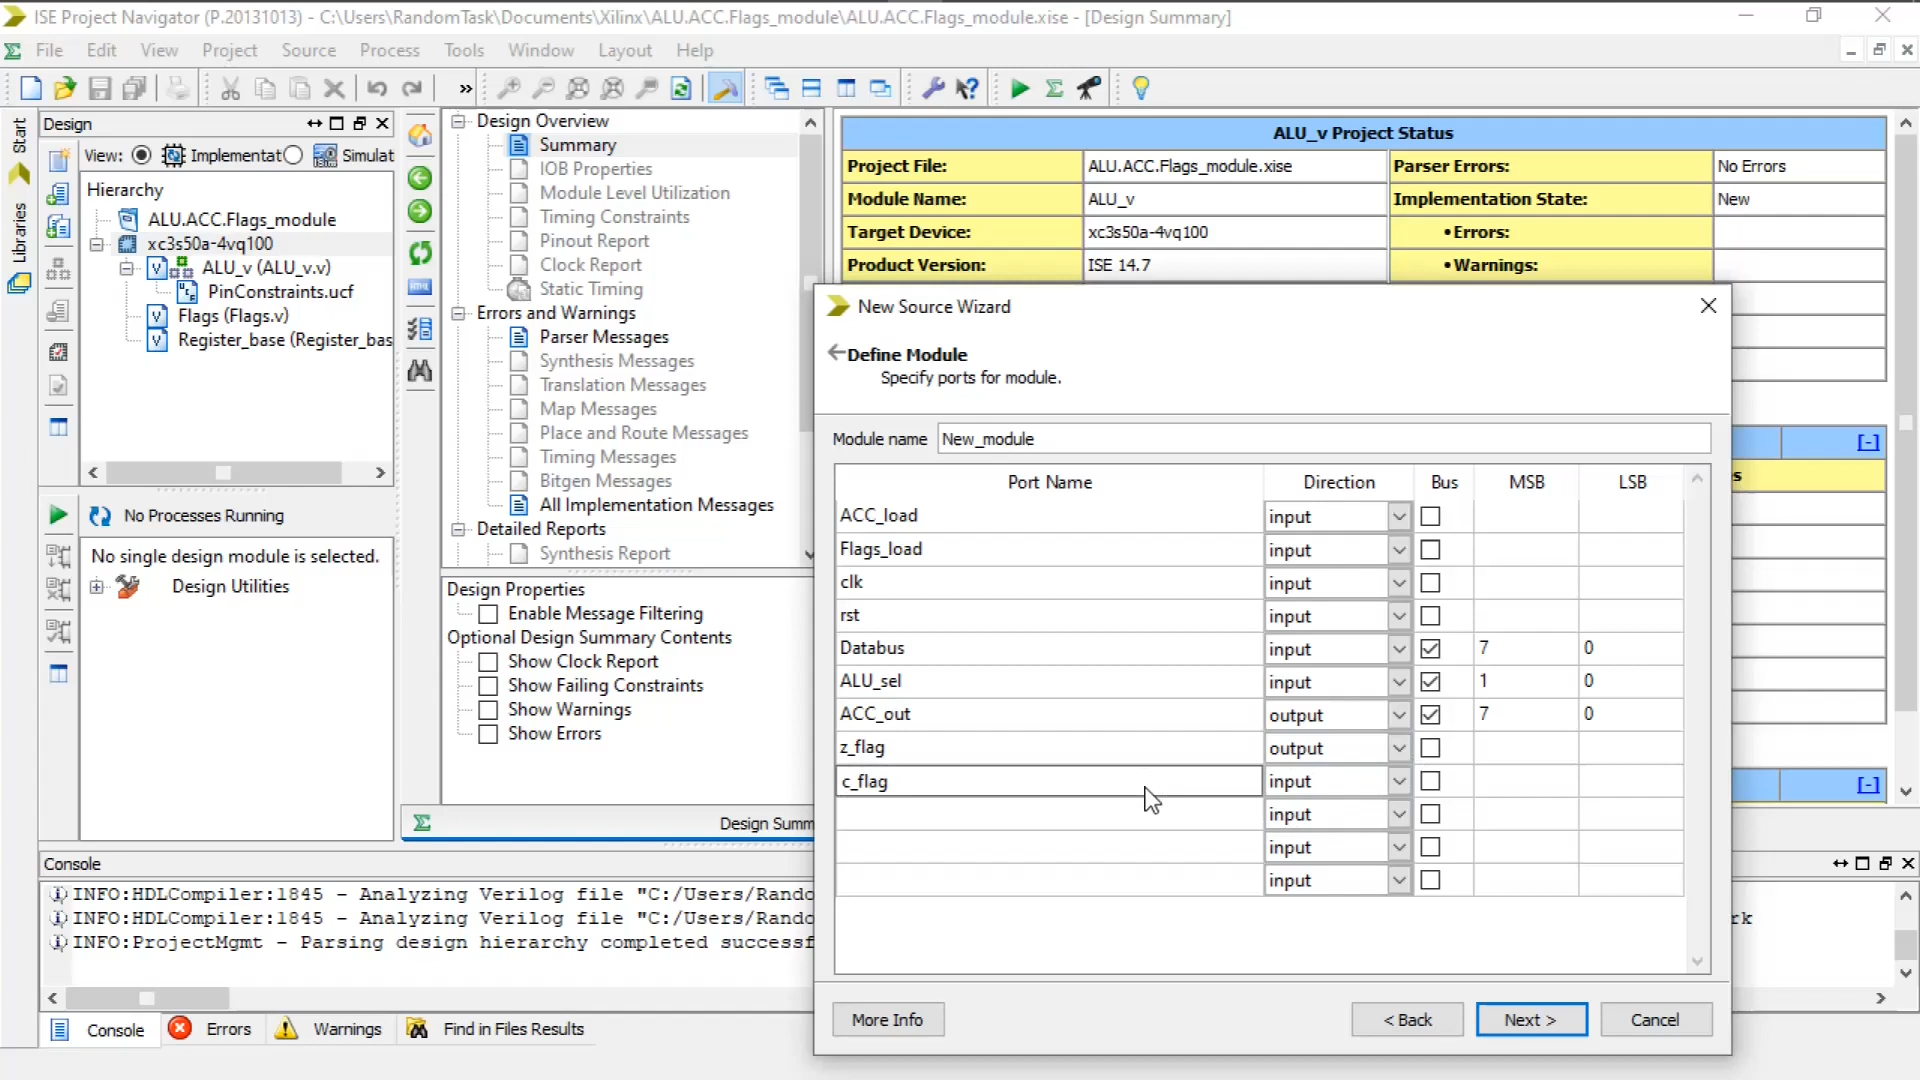 ISE Project Navigator (P.20131013) - C:\Users\RandomTask\Documents\Xilinx\ALU.ACC.Flags_module\ALU.ACC.Flags_module.xise - [Design Summary]
File Edit View Project Source Process Tools Window Layout Help
Start
Libraries
Design
View: Implementat Simulat
Hierarchy
ALU.ACC.Flags_module
xc3s50a-4vq100
ALU_v (ALU_v.v)
PinConstraints.ucf
Flags (Flags.v)
Register_base (Register_bas
No Processes Running
No single design module is selected.
Design Utilities
Design Overview
Summary
IOB Properties
Module Level Utilization
Timing Constraints
Pinout Report
Clock Report
Static Timing
Errors and Warnings
Parser Messages
Synthesis Messages
Translation Messages
Map Messages
Place and Route Messages
Timing Messages
Bitgen Messages
All Implementation Messages
Detailed Reports
Synthesis Report
Design Properties
Enable Message Filtering
Optional Design Summary Contents
Show Clock Report
Show Failing Constraints
Show Warnings
Show Errors
Design Summ
ALU_v Project Status
Project File: ALU.ACC.Flags_module.xise Parser Errors: No Errors
Module Name: ALU_v Implementation State: New
Target Device: xc3s50a-4vq100 •Errors:
Product Version: ISE 14.7 •Warnings:
[-]
s
[-]
New Source Wizard
Define Module
Specify ports for module.
Module name New_module
Port Name Direction Bus MSB LSB
ACC_load input
Flags_load input
clk input
rst input
Databus input 7 0
ALU_sel input 1 0
ACC_out output 7 0
z_flag output
c_flag input
input
input
input
More Info < Back Next > Cancel
Console
INFO:HDLCompiler:1845 - Analyzing Verilog file "C:/Users/Rando
INFO:HDLCompiler:1845 - Analyzing Verilog file "C:/Users/Rando
rk
INFO:ProjectMgmt - Parsing design hierarchy completed successf
Console Errors Warnings Find in Files Results